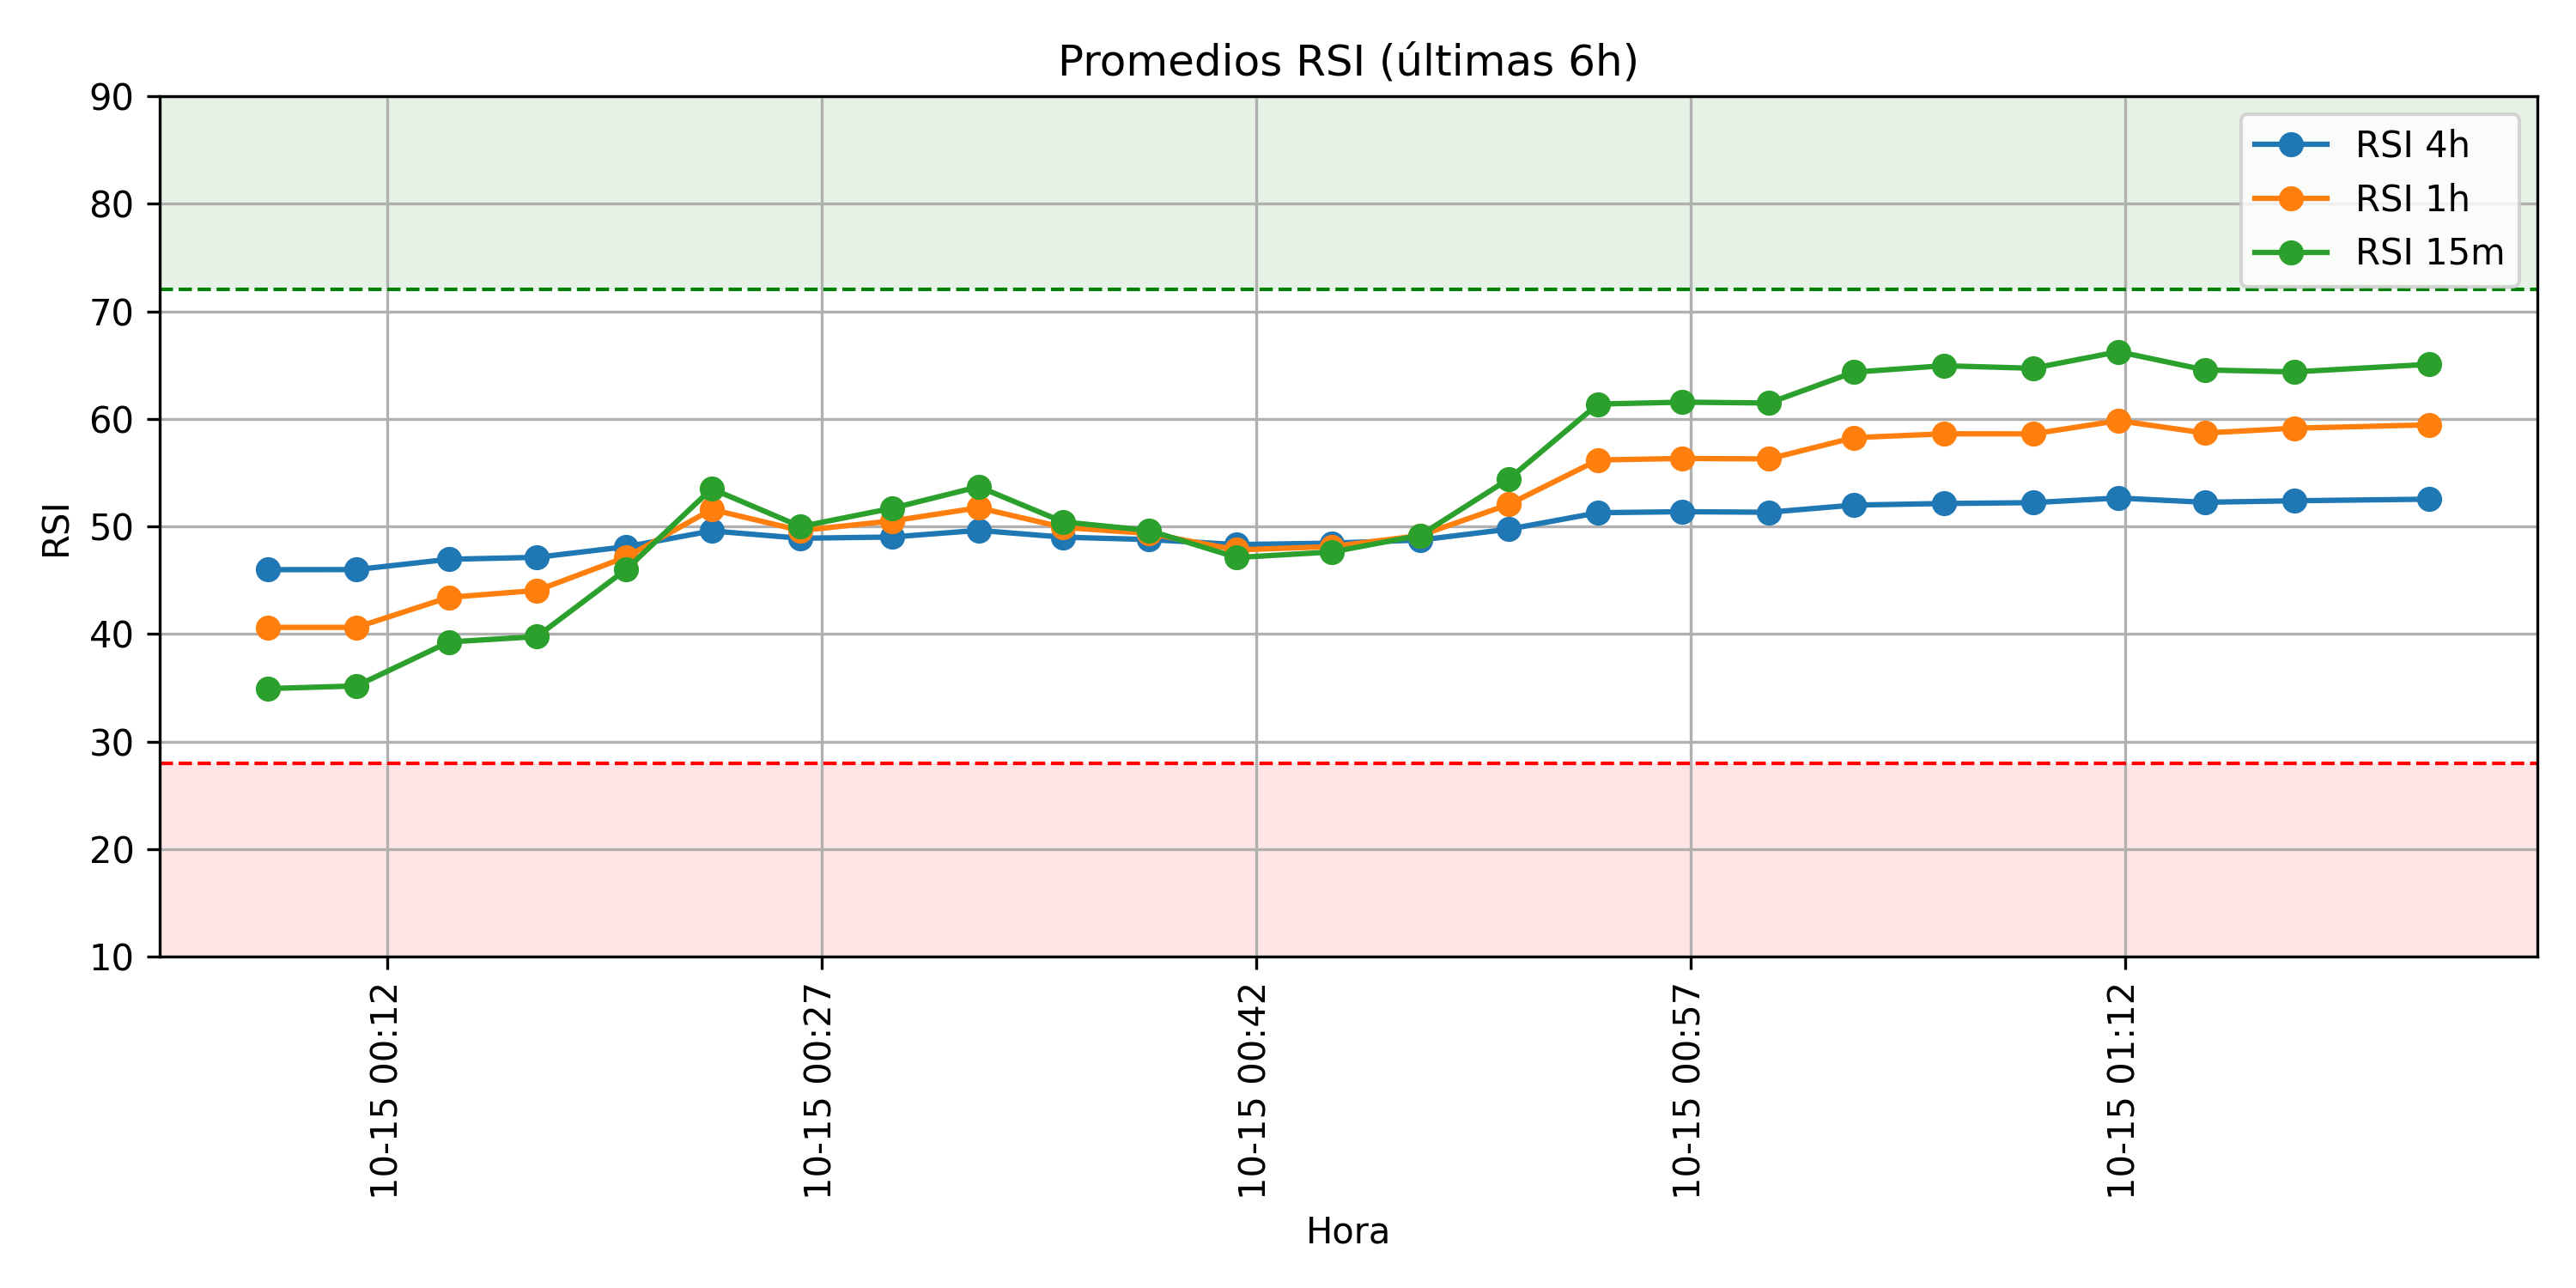 Promedios RSI (últimas 6h)
RSI 4h
RSI 1h
RSI 15m
RSI
90
80
70
60
50
40
30
20
10
10-15 00:12
10-15 00:27
10-15 00:42
10-15 00:57
10-15 01:12
Hora